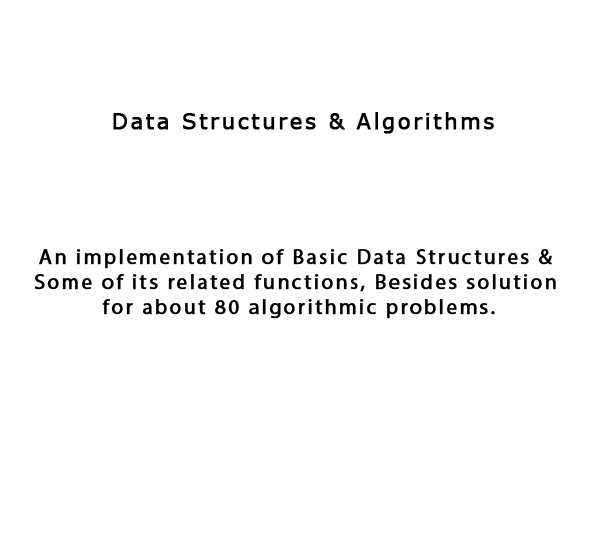 Data Structures & Algorithms
An implementation of Basic Data Structures &
Some of its related functions, Besides solution
for about 80 algorithmic problems.